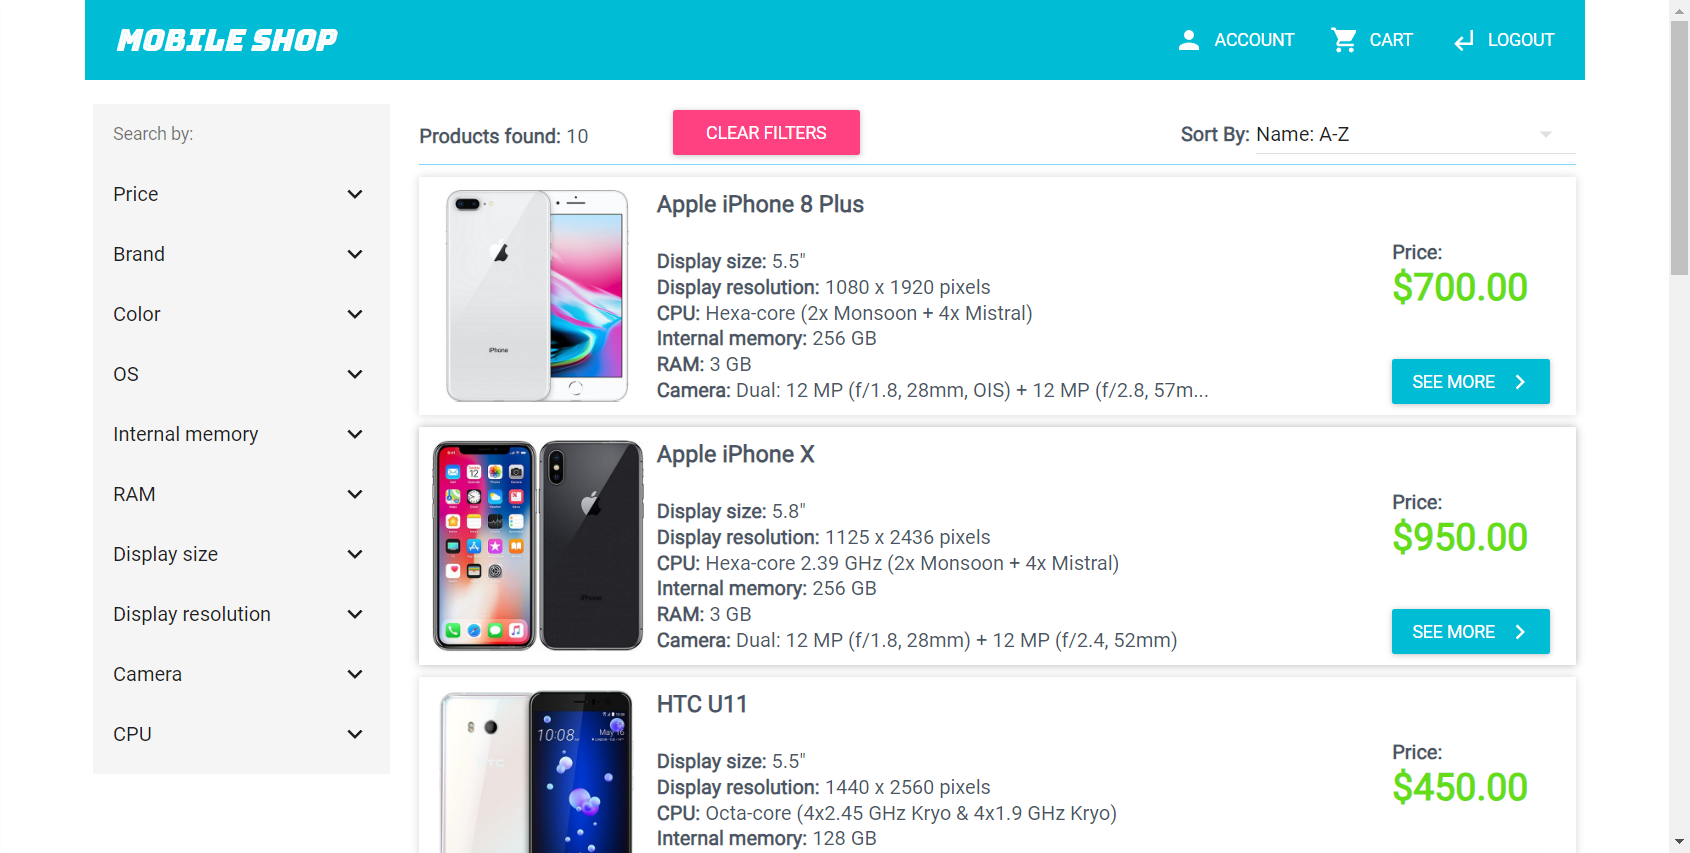 MOBILE SHOP
ACCOUNT
CART
LOGOUT
Search by:
Price
Brand
Color
OS
Internal memory
RAM
Display size
Display resolution
Camera
CPU
Products found: 10
CLEAR FILTERS
Sort By: Name: A-Z
Apple iPhone 8 Plus
Display size: 5.5"
Display resolution: 1080 x 1920 pixels
CPU: Hexa-core (2x Monsoon + 4x Mistral)
Internal memory: 256 GB
RAM: 3 GB
Camera: Dual: 12 MP (f/1.8, 28mm, OIS) + 12 MP (f/2.8, 57m...
Price:
$700.00
SEE MORE
iPhone
Apple iPhone X
Display size: 5.8"
Display resolution: 1125 x 2436 pixels
CPU: Hexa-core 2.39 GHz (2x Monsoon + 4x Mistral)
Internal memory: 256 GB
RAM: 3 GB
Camera: Dual: 12 MP (f/1.8, 28mm) + 12 MP (f/2.4, 52mm)
Price:
$950.00
SEE MORE
iPhone
HTC U11
Display size: 5.5"
Display resolution: 1440 x 2560 pixels
CPU: Octa-core (4x2.45 GHz Kryo & 4x1.9 GHz Kryo)
Internal memory: 128 GB
Price:
$450.00
10:08